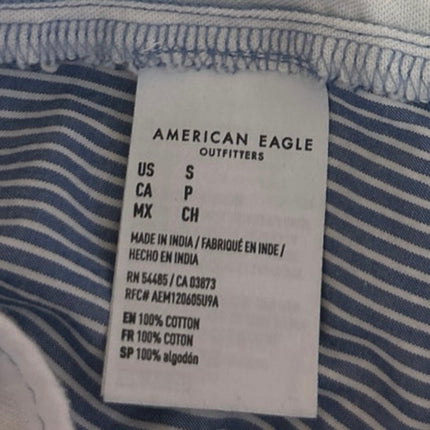 AMERICAN EAGLE
OUTFITTERS
US S
CA P
MX CH
MADE IN INDIA / FABRIQUÉ EN INDE /
HECHO EN INDIA
RN 54485 / CA 03873
RFC# AEM120605U9A
EN 100% COTTON
FR 100% COTON
SP 100% algodón